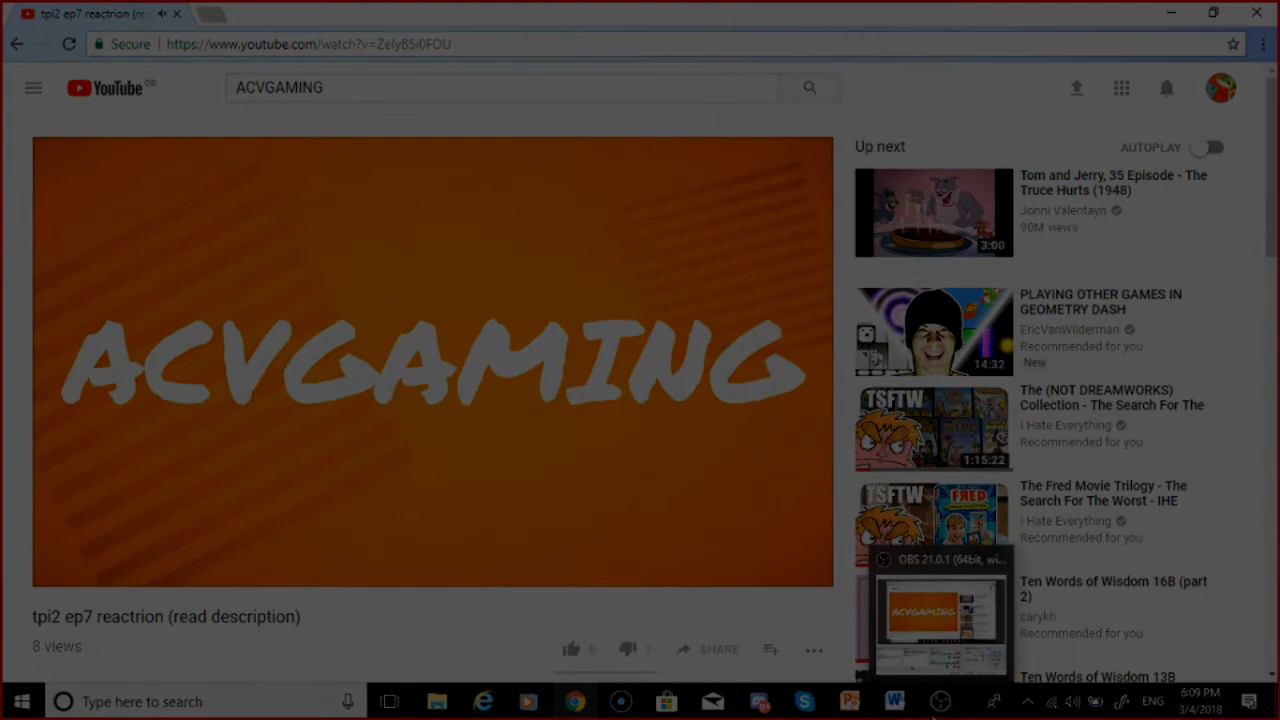 tpi2 ep7 reactrion (re
Secure
https://www.youtube.com/watch?v=ZelyB5i0FOU
YouTube GB
ACVGAMING
ACVGAMING
Up next
AUTOPLAY
Tom and Jerry, 35 Episode - The
Truce Hurts (1948)
Jonni Valentayn
90M views
3:00
PLAYING OTHER GAMES IN
GEOMETRY DASH
EricVanWilderman
Recommended for you
New
14:32
TSFTW
The (NOT DREAMWORKS)
Collection - The Search For The
I Hate Everything
Recommended for you
1:15:22
TSFTW
FRED
The Fred Movie Trilogy - The
Search For The Worst - IHE
I Hate Everything
Recommended for you
OBS 21.0.1 (64bit, wi...
ACVGAMING
Ten Words of Wisdom 16B (part
2)
carykh
Recommended for you
Ten Words of Wisdom 13B
tpi2 ep7 reactrion (read description)
8 views
0
2
SHARE
Type here to search
ENG
6:09 PM
3/4/2018